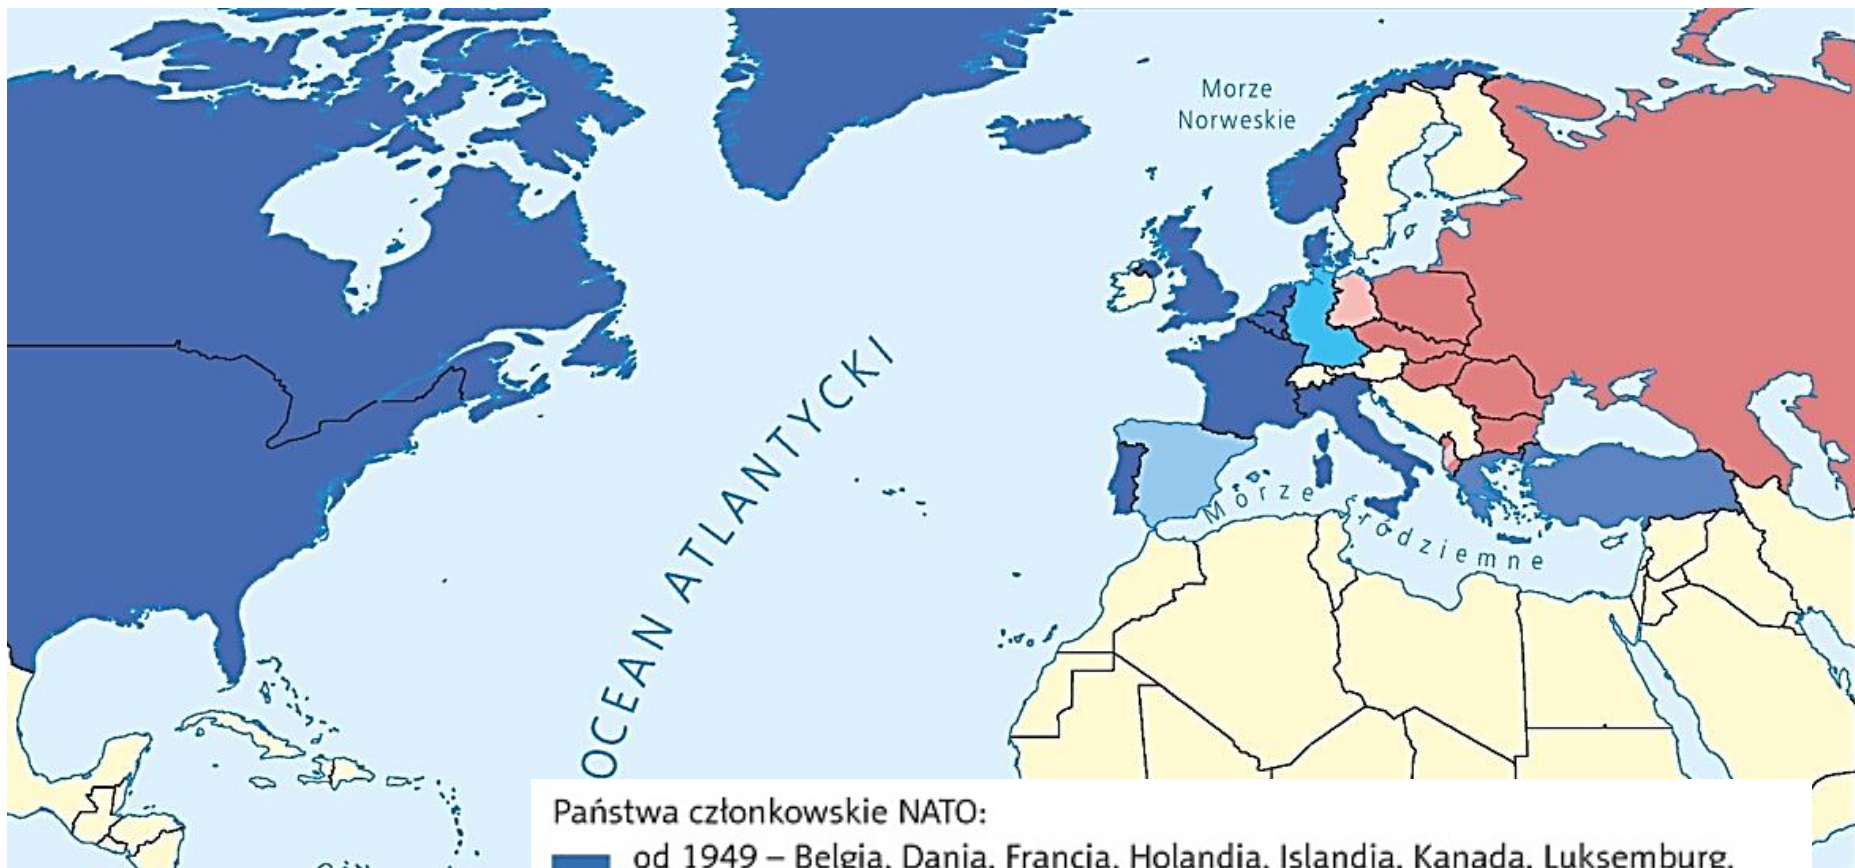 Morze
Norweskie
OCEAN ATLANTYCKI
Morze Śródziemne
Państwa członkowskie NATO:
od 1949 – Belgia, Dania, Francja, Holandia, Islandia, Kanada, Luksemburg,